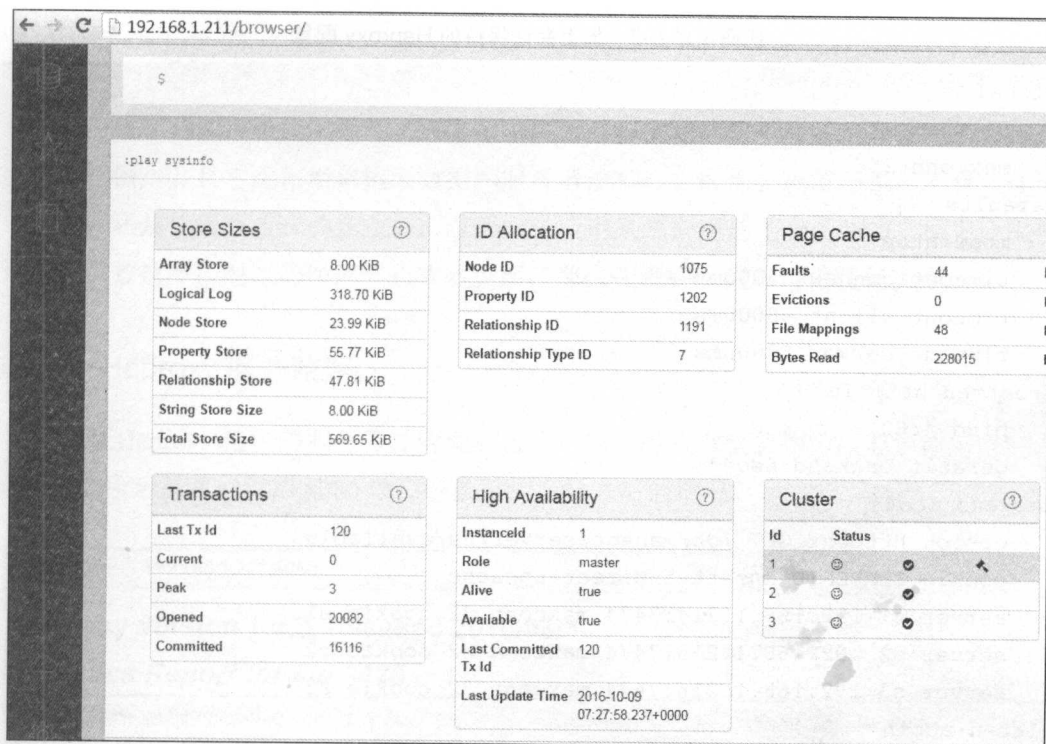 192.168.1.211/browser/
$
:play sysinfo
Store Sizes
Array Store 8.00 KiB
Logical Log 318.70 KiB
Node Store 23.99 KiB
Property Store 55.77 KiB
Relationship Store 47.81 KiB
String Store Size 8.00 KiB
Total Store Size 569.65 KiB
ID Allocation
Node ID 1075
Property ID 1202
Relationship ID 1191
Relationship Type ID 7
Page Cache
Faults 44
Evictions 0
File Mappings 48
Bytes Read 228015
Transactions
Last Tx Id 120
Current 0
Peak 3
Opened 20082
Committed 16116
High Availability
InstanceId 1
Role master
Alive true
Available true
Last Committed 120
Tx Id
Last Update Time 2016-10-09
07:27:58.237+0000
Cluster
Id Status
1
2
3